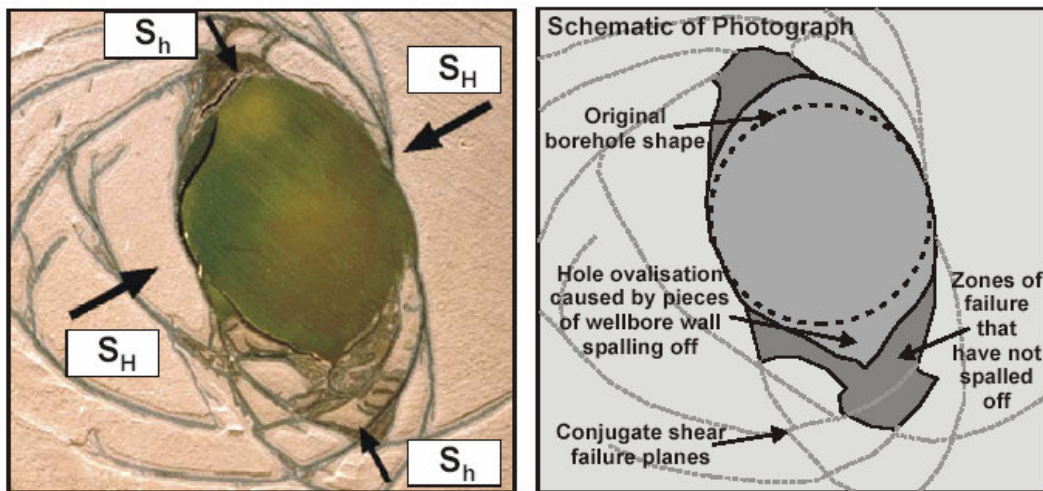 Sh
SH
SH
Sh
Schematic of Photograph
Original
borehole shape
Hole ovalisation
caused by pieces
of wellbore wall
spalling off
Zones of
failure
that
have not
spalled
off
Conjugate shear
failure planes